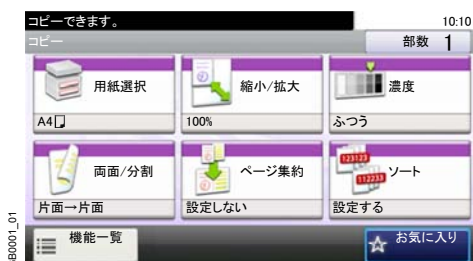 コピーできます。 10:10
コピー 部数 1
用紙選択 縮小/拡大 濃度
A4 100% ふつう
両面/分割 ページ集約 123123 112233 ソート
片面→片面 設定しない 設定する
機能一覧 お気に入り
B0001_01